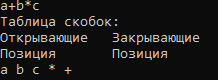 a+b*c
Таблица скобок:
Открывающие Закрывающие
Позиция Позиция
a b c * +